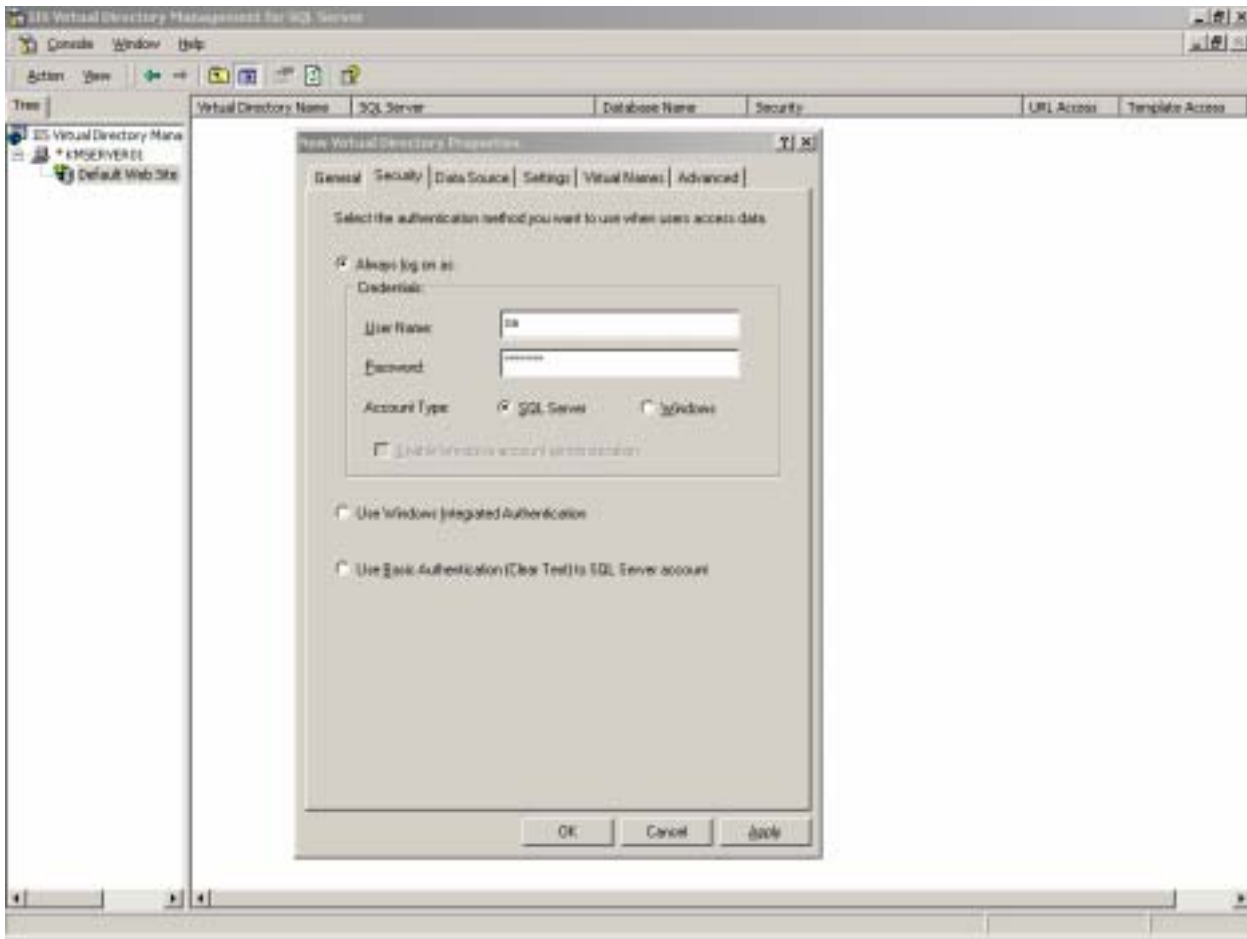 IIS Virtual Directory Management for SQL Server
Console Window Help
Action View
Tree
Virtual Directory Name SQL Server Database Name Security URL Access Template Access
IIS Virtual Directory Mana
* KMSERVER01
Default Web Site
New Virtual Directory Properties
General Security Data Source Settings Virtual Names Advanced
Select the authentication method you want to use when users access data.
Always log on as:
Credentials:
User Name: sa
Password: ********
Account Type: SQL Server Windows
Enable Windows account synchronization
Use Windows Integrated Authentication
Use Basic Authentication (Clear Text) to SQL Server account
OK Cancel Apply